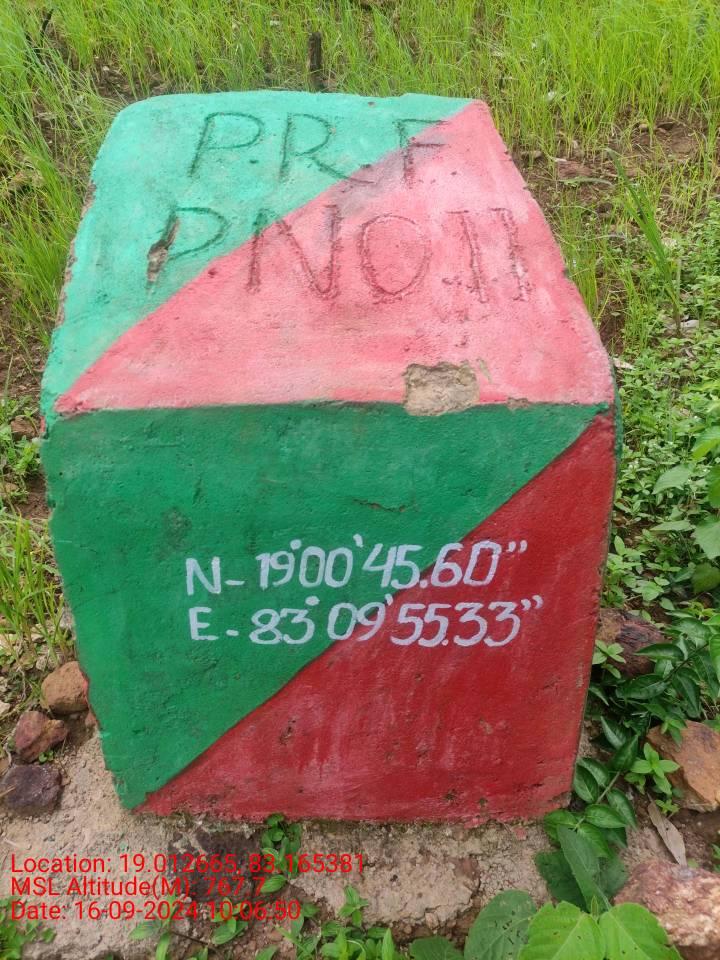 P.R.F
P NO 11
N-19°00'45.60"
E-83°09'55.33"
Location: 19.012665, 83.165381
MSL Altitude(M): 767.7
Date: 16-09-2024 10:06:50